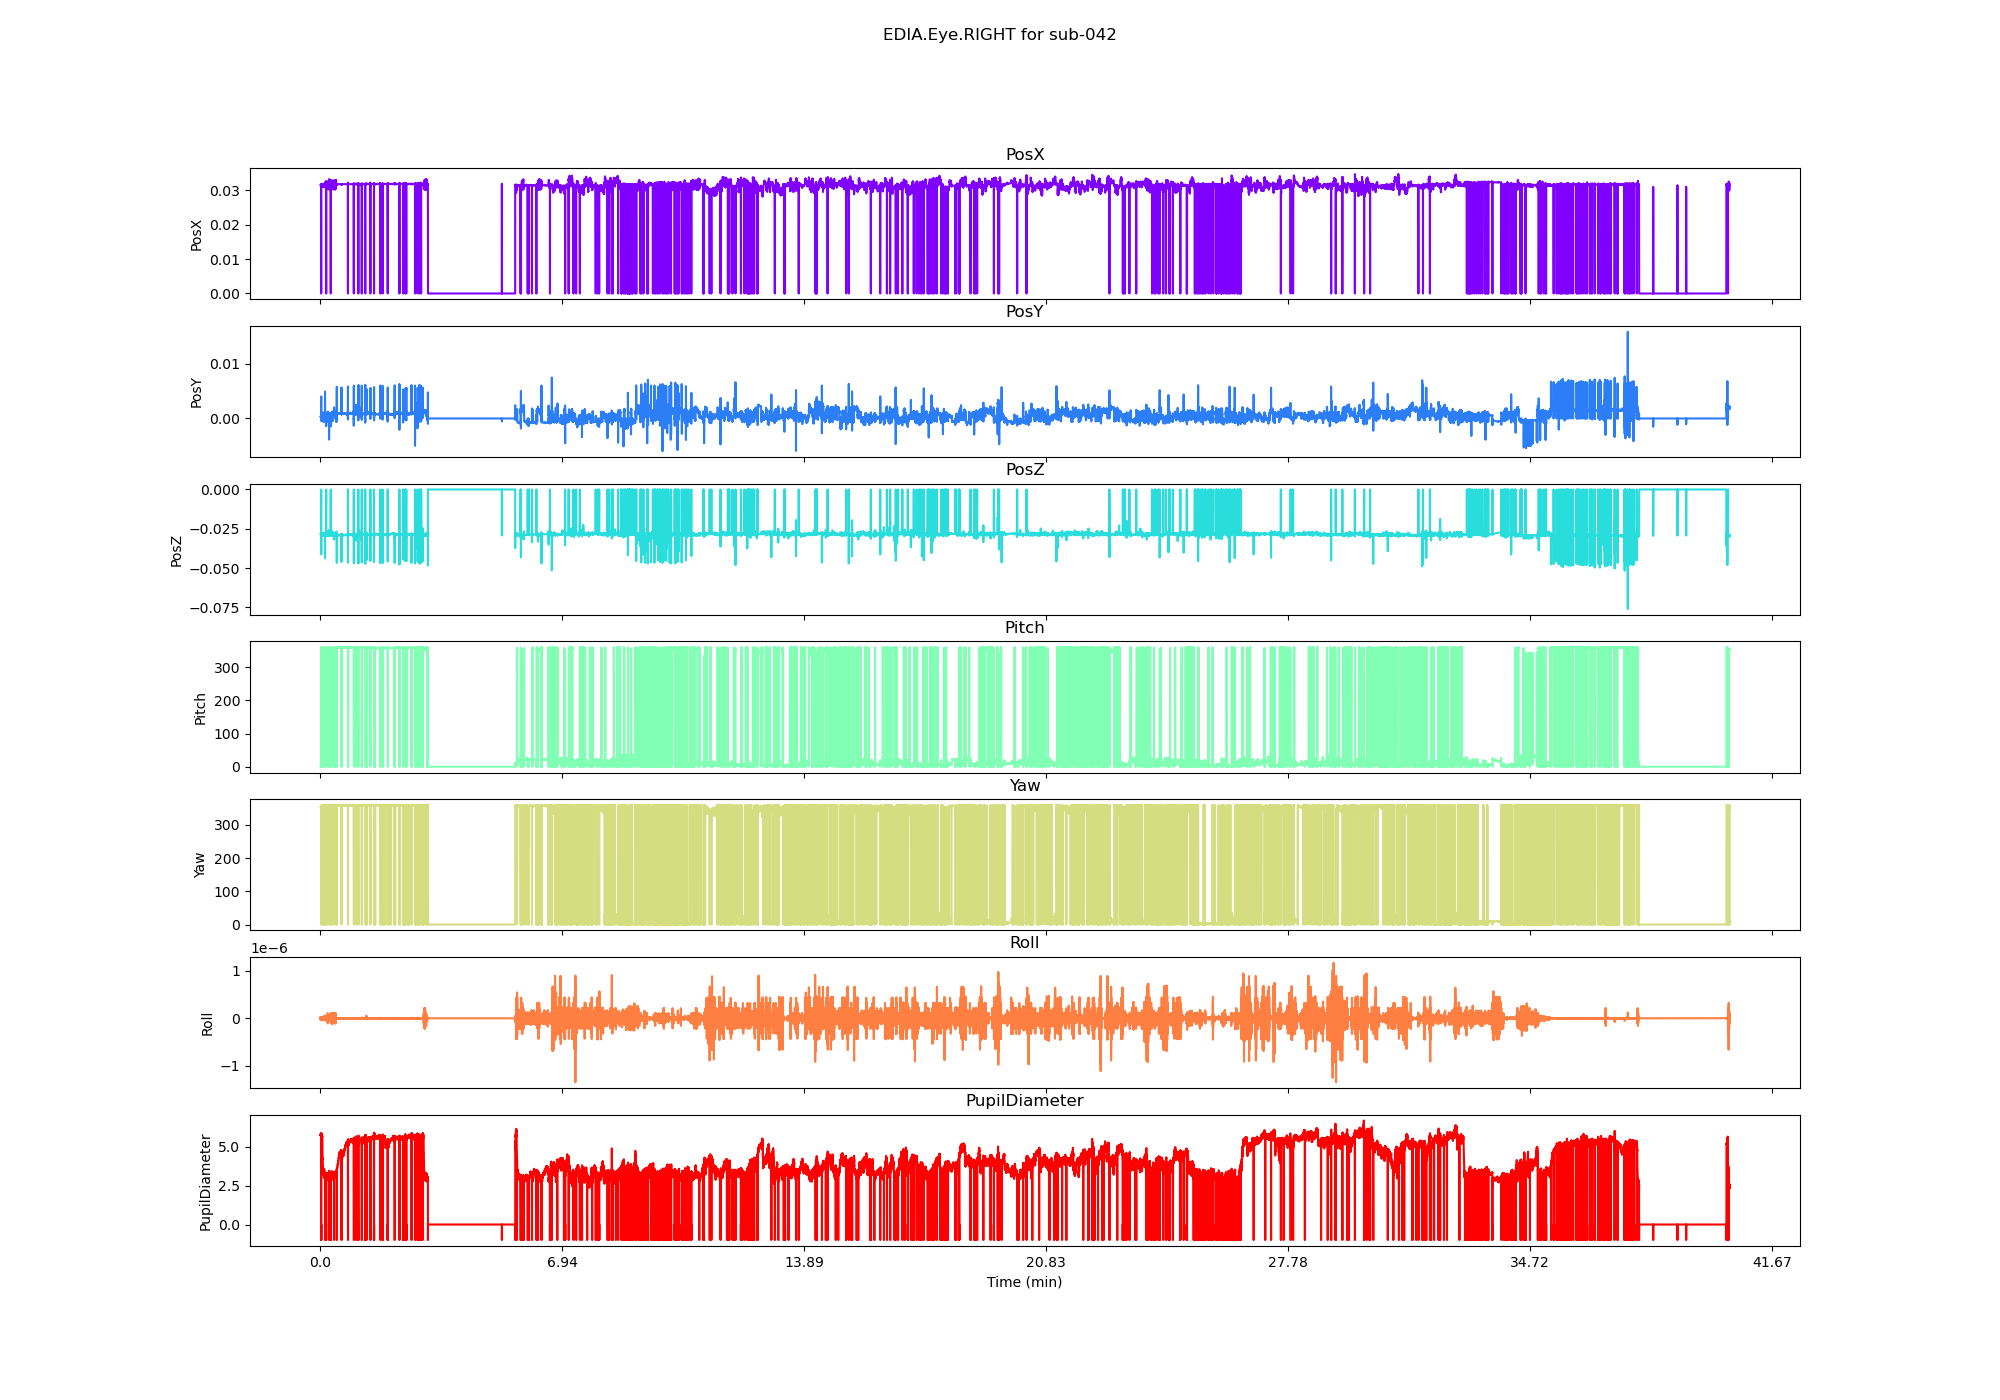 EDIA.Eye.RIGHT for sub-042
PosX
0.03
0.02
0.01
0.00
PosX
PosY
0.01
0.00
PosY
PosZ
0.000
−0.025
−0.050
−0.075
PosZ
Pitch
300
200
100
0
Pitch
Yaw
300
200
100
0
Yaw
1e−6
Roll
1
0
−1
Roll
PupilDiameter
5.0
2.5
0.0
PupilDiameter
0.0 6.94 13.89 20.83 27.78 34.72 41.67
Time (min)